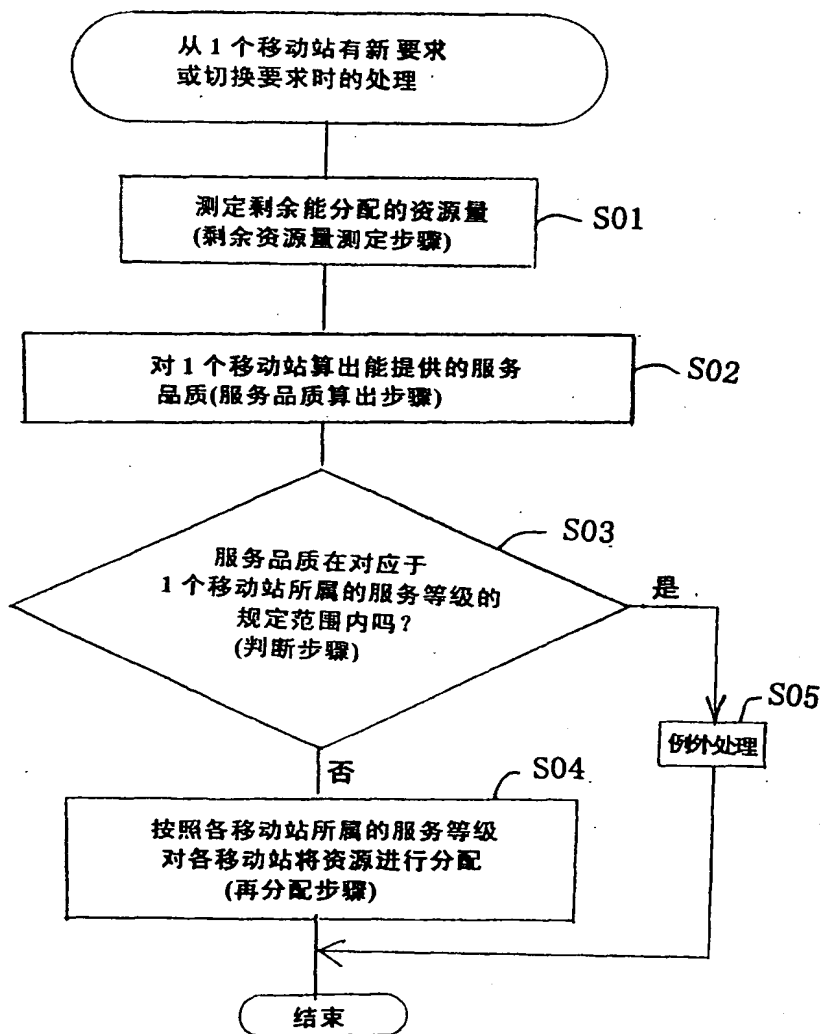 从1个移动站有新要求
或切换要求时的处理
测定剩余能分配的资源量
(剩余资源量测定步骤)
S01
对1个移动站算出能提供的服务
品质(服务品质算出步骤)
S02
服务品质在对应于
1个移动站所属的服务等级的
规定范围内吗?
(判断步骤)
S03
是
S05
例外处理
否
S04
按照各移动站所属的服务等级
对各移动站将资源进行分配
(再分配步骤)
结束